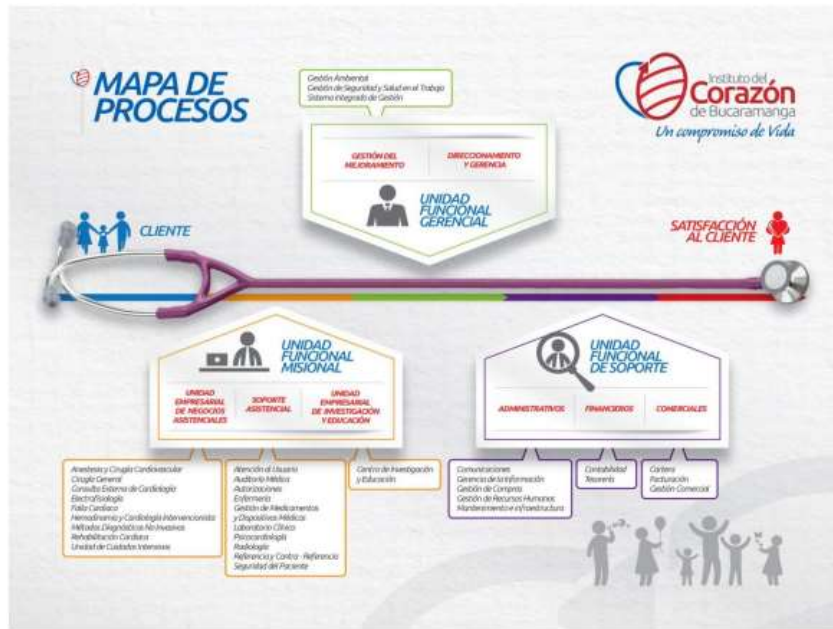 MAPA DE
PROCESOS
Gestión Ambiental
Gestión de Seguridad y Salud en el Trabajo
Sistema Integrado de Gestión
Instituto del
Corazón
de Bucaramanga
Un compromiso de Vida
GESTIÓN DEL
MEJORAMIENTO
DIRECCIONAMIENTO
Y GERENCIA
UNIDAD
FUNCIONAL
GERENCIAL
CLIENTE
SATISFACCIÓN
AL CLIENTE
UNIDAD
FUNCIONAL
MISIONAL
UNIDAD
EMPRESARIAL
DE NEGOCIOS
ASISTENCIALES
SOPORTE
ASISTENCIAL
UNIDAD
EMPRESARIAL
DE INVESTIGACIÓN
Y EDUCACIÓN
UNIDAD
FUNCIONAL
DE SOPORTE
ADMINISTRATIVOS
FINANCIEROS
COMERCIALES
Anestesia y Cirugía Cardiovascular
Cirugía General
Consulta Externa de Cardiología
Electrofisiología
Falla Cardiaca
Hemodinamia y Cardiología Intervencionista
Métodos Diagnósticos No Invasivos
Rehabilitación Cardiaca
Unidad de Cuidados Intensivos
Atención al Usuario
Auditoría Médica
Autorizaciones
Enfermería
Gestión de Medicamentos
y Dispositivos Médicos
Laboratorio Clínico
Psicocardiología
Radiología
Referencia y Contra - Referencia
Seguridad del Paciente
Centro de Investigación
y Educación
Comunicaciones
Gerencia de la Información
Gestión de Compras
Gestión de Recursos Humanos
Mantenimiento e Infraestructura
Contabilidad
Tesorería
Cartera
Facturación
Gestión Comercial